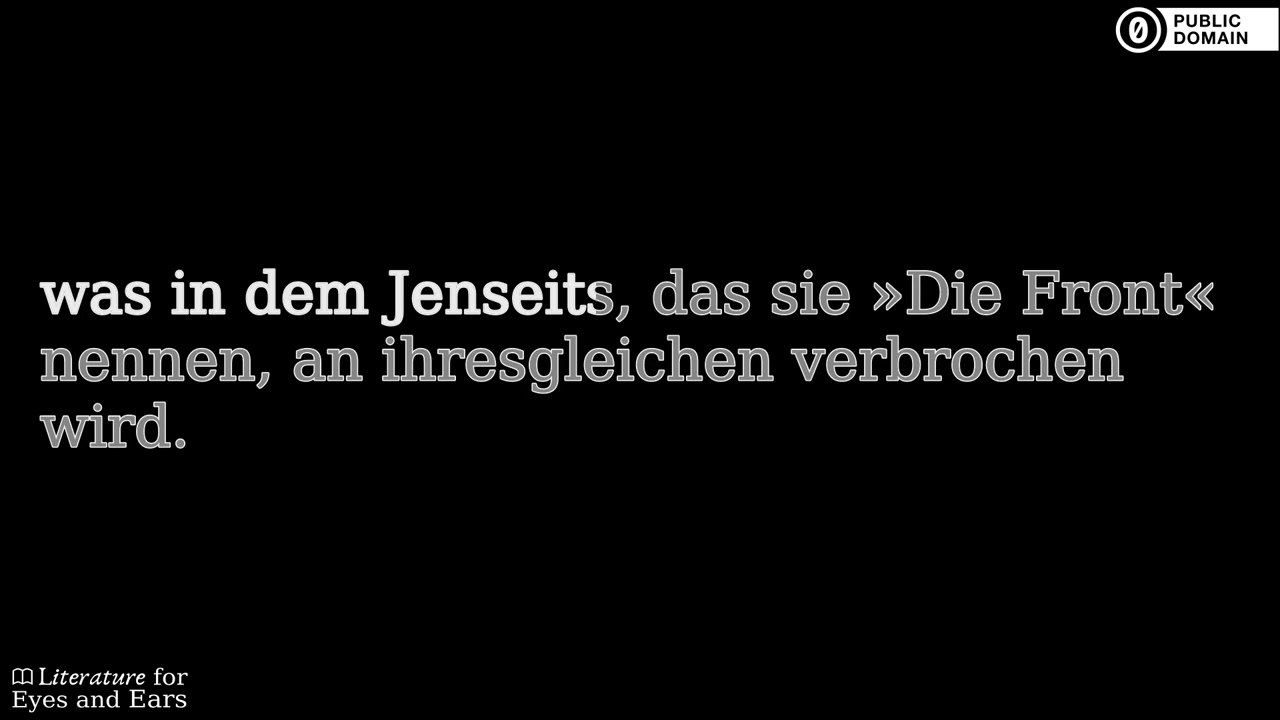 PUBLIC
DOMAIN
was in dem Jenseits, das sie »Die Front«
nennen, an ihresgleichen verbrochen
wird.
Literature for
Eyes and Ears